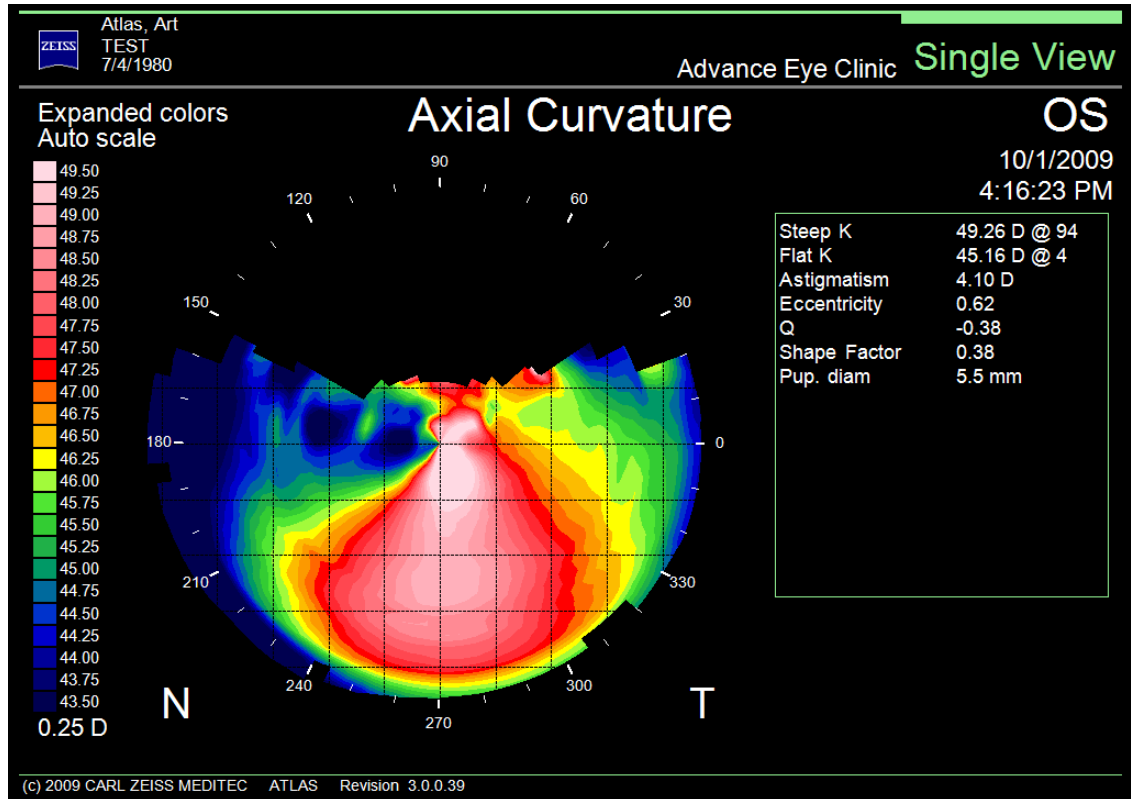 ZEISS
Atlas, Art
TEST
7/4/1980
Advance Eye Clinic
Single View
Expanded colors
Auto scale
Axial Curvature
OS
10/1/2009
4:16:23 PM
49.50
49.25
49.00
48.75
48.50
48.25
48.00
47.75
47.50
47.25
47.00
46.75
46.50
46.25
46.00
45.75
45.50
45.25
45.00
44.75
44.50
44.25
44.00
43.75
43.50
0.25 D
90
120
60
150
30
180
0
210
330
240
300
270
N
T
Steep K 49.26 D @ 94
Flat K 45.16 D @ 4
Astigmatism 4.10 D
Eccentricity 0.62
Q -0.38
Shape Factor 0.38
Pup. diam 5.5 mm
(c) 2009 CARL ZEISS MEDITEC ATLAS Revision 3.0.0.39